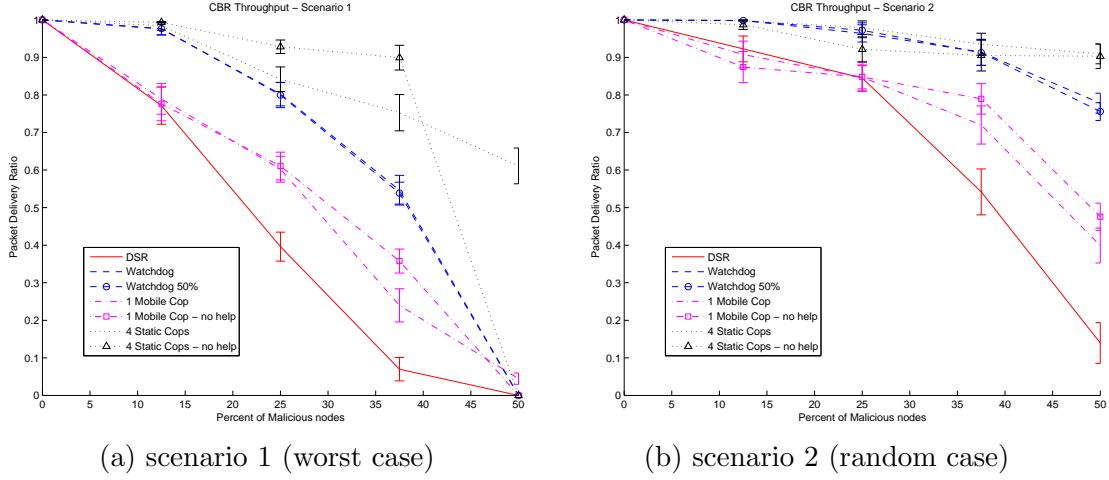 CBR Throughput − Scenario 1
1
0.9
0.8
0.7
0.6
0.5
0.4
0.3
0.2
0.1
0
Packet Delivery Ratio
DSR
Watchdog
Watchdog 50%
1 Mobile Cop
1 Mobile Cop − no help
4 Static Cops
4 Static Cops − no help
0 5 10 15 20 25 30 35 40 45 50
Percent of Malicious nodes
(a) scenario 1 (worst case)
CBR Throughput − Scenario 2
1
0.9
0.8
0.7
0.6
0.5
0.4
0.3
0.2
0.1
0
Packet Delivery Ratio
DSR
Watchdog
Watchdog 50%
1 Mobile Cop
1 Mobile Cop − no help
4 Static Cops
4 Static Cops − no help
0 5 10 15 20 25 30 35 40 45 50
Percent of Malicious nodes
(b) scenario 2 (random case)